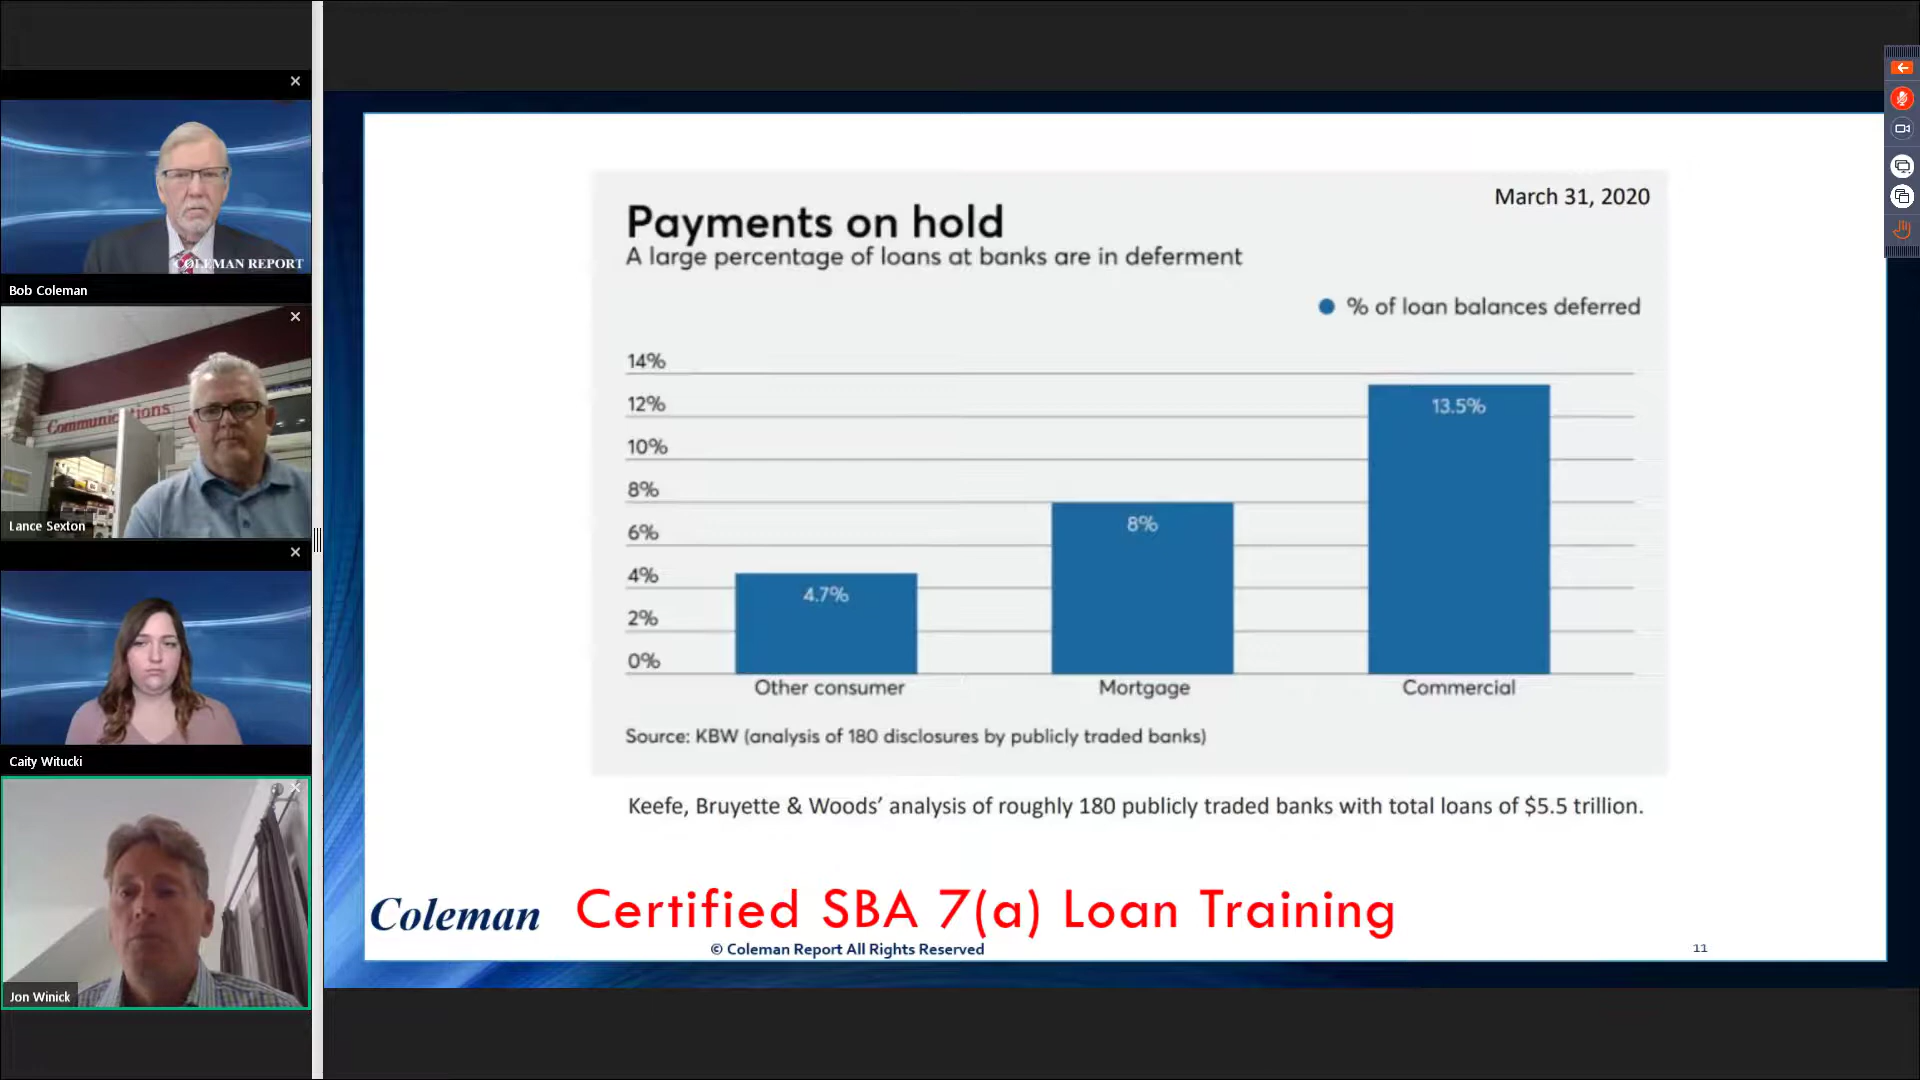 COLEMAN REPORT
Bob Coleman
Communications
Lance Sexton
Caity Witucki
Jon Winick
March 31, 2020
Payments on hold
A large percentage of loans at banks are in deferment
% of loan balances deferred
14%
12%
10%
8%
6%
4%
2%
0%
4.7%
8%
13.5%
Other consumer
Mortgage
Commercial
Source: KBW (analysis of 180 disclosures by publicly traded banks)
Keefe, Bruyette & Woods’ analysis of roughly 180 publicly traded banks with total loans of $5.5 trillion.
Coleman
Certified SBA 7(a) Loan Training
© Coleman Report All Rights Reserved
11